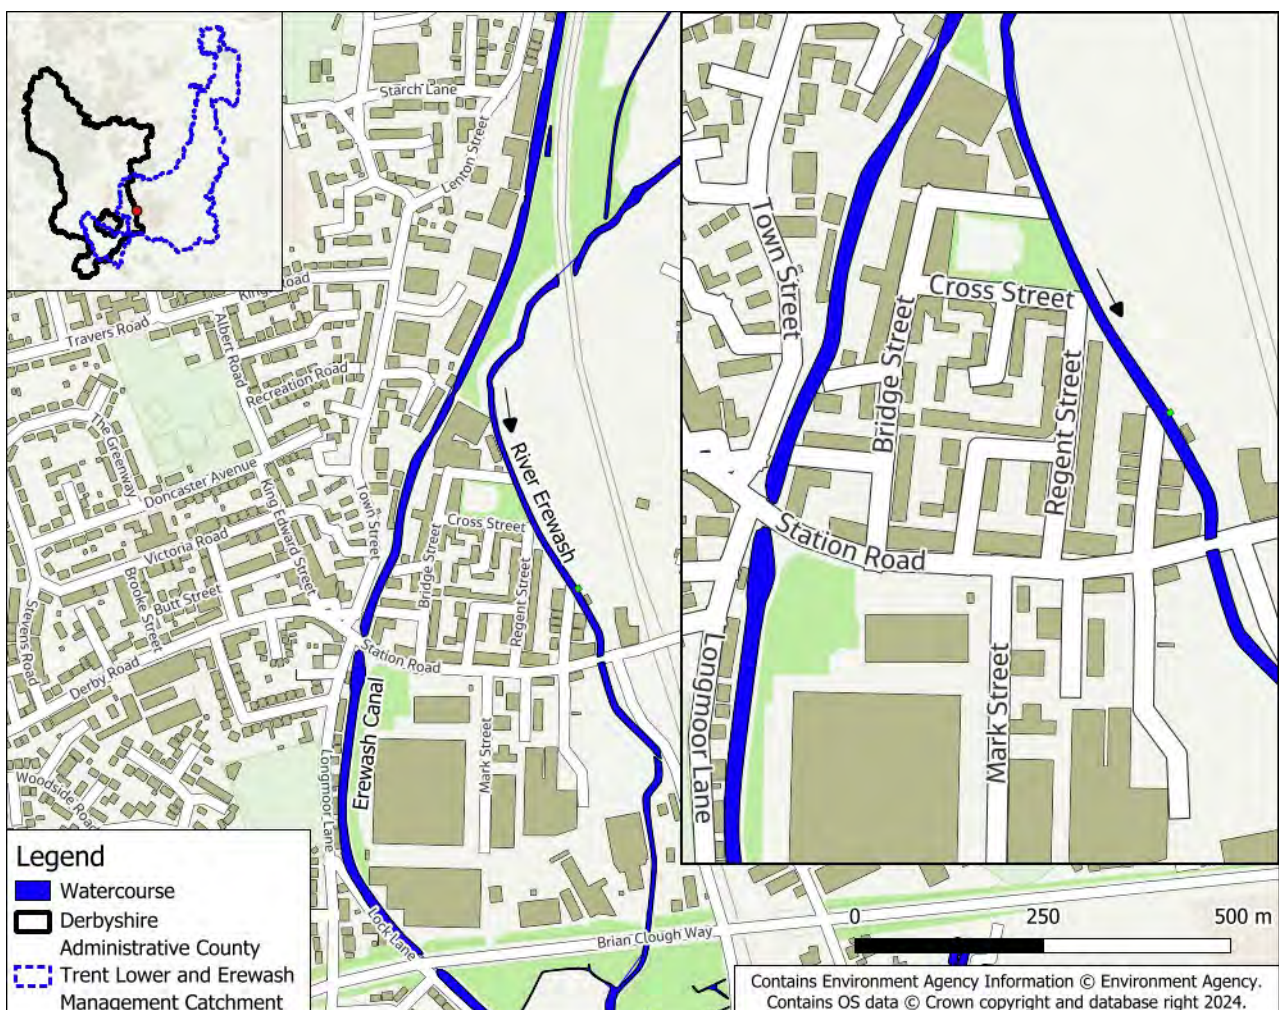 Starch Lane
Lenton Street
King Road
Travers Road
Albert Road
Recreation Road
The Greenway
Doncaster Avenue
King Edward Street
Town Street
Victoria Road
Brooke Street
Butt Street
Stevens Road
Derby Road
Woodside Road
River Erewash
Cross Street
Bridge Street
Regent Street
Station Road
Erewash Canal
Mark Street
Longmoor Lane
Lock Lane
Brian Clough Way
Town Street
Cross Street
Bridge Street
Regent Street
Station Road
Longmoor Lane
Mark Street
Legend
Watercourse
Derbyshire
Administrative County
Trent Lower and Erewash
Management Catchment
0 250 500 m
Contains Environment Agency Information © Environment Agency.
Contains OS data © Crown copyright and database right 2024.